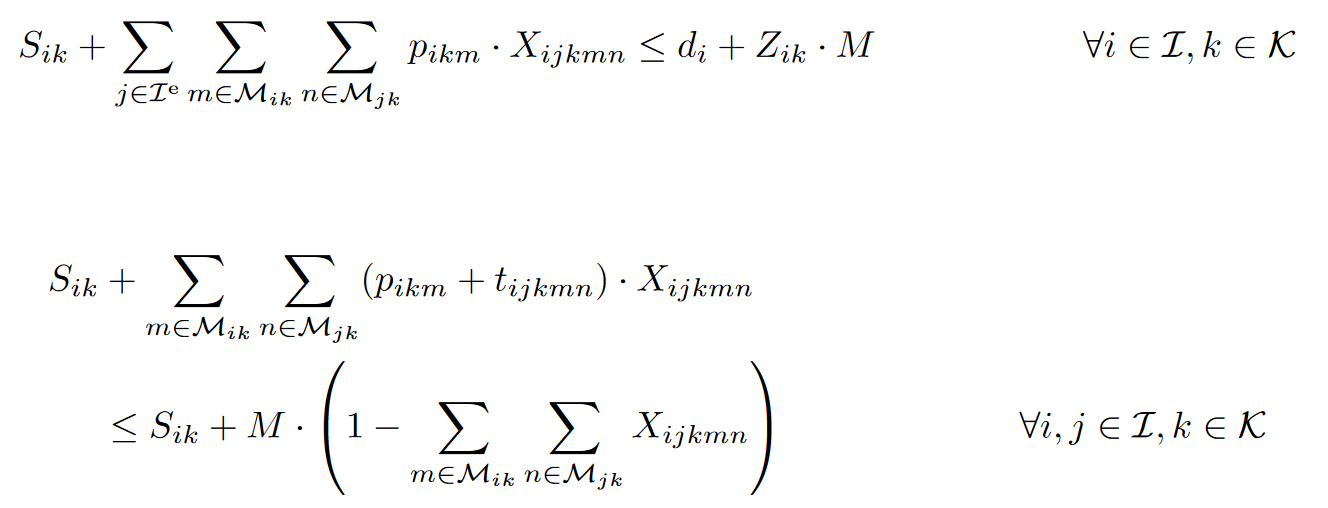 $S_{ik} + \sum_{j \in \mathcal{I}^{\mathrm{e}}} \sum_{m \in \mathcal{M}_{ik}} \sum_{n \in \mathcal{M}_{jk}} p_{ikm} \cdot X_{ijkmn} \leq d_i + Z_{ik} \cdot M \qquad \forall i \in \mathcal{I}, k \in \mathcal{K}$
$S_{ik} + \sum_{m \in \mathcal{M}_{ik}} \sum_{n \in \mathcal{M}_{jk}} (p_{ikm} + t_{ijkmn}) \cdot X_{ijkmn}$
$\leq S_{ik} + M \cdot \left( 1 - \sum_{m \in \mathcal{M}_{ik}} \sum_{n \in \mathcal{M}_{jk}} X_{ijkmn} \right) \qquad \forall i, j \in \mathcal{I}, k \in \mathcal{K}$